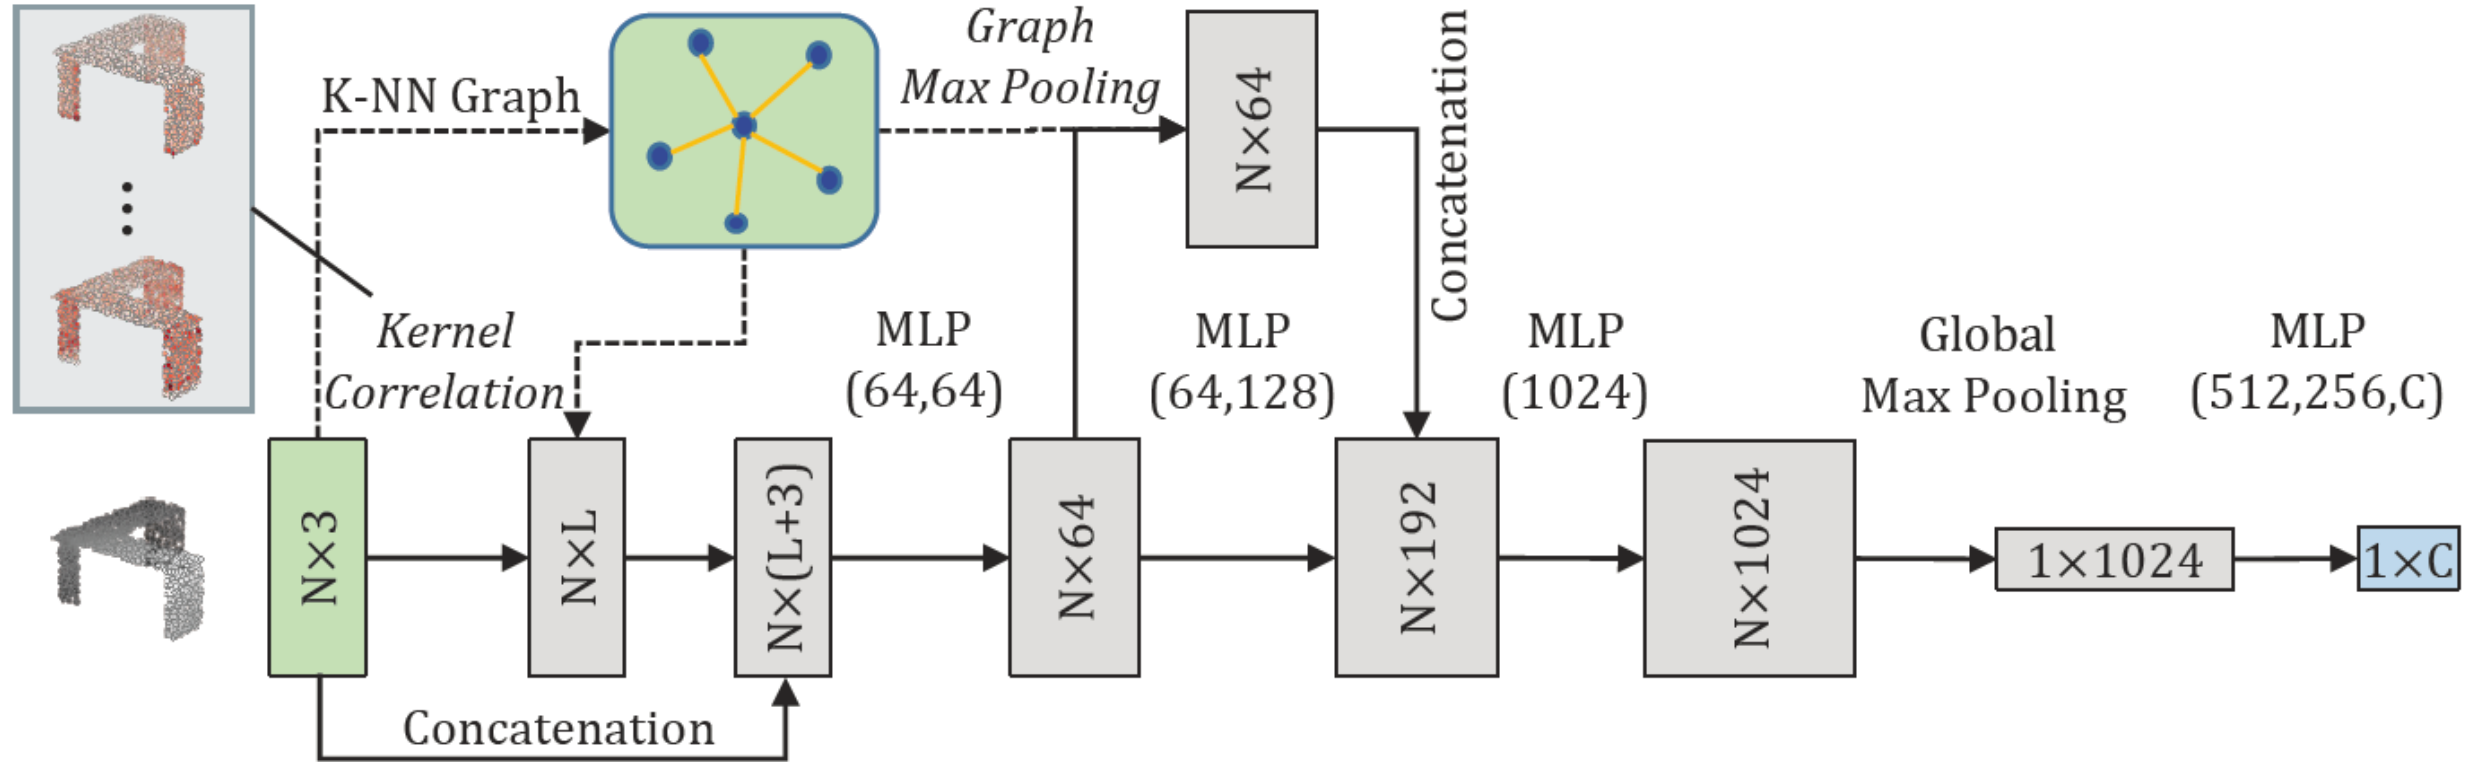 K-NN Graph
Graph
Max Pooling
N×64
Concatenation
Kernel
Correlation
MLP
(64,64)
MLP
(64,128)
MLP
(1024)
Global
Max Pooling
MLP
(512,256,C)
N×3
N×L
N×(L+3)
N×64
N×192
N×1024
1×1024
1×C
Concatenation